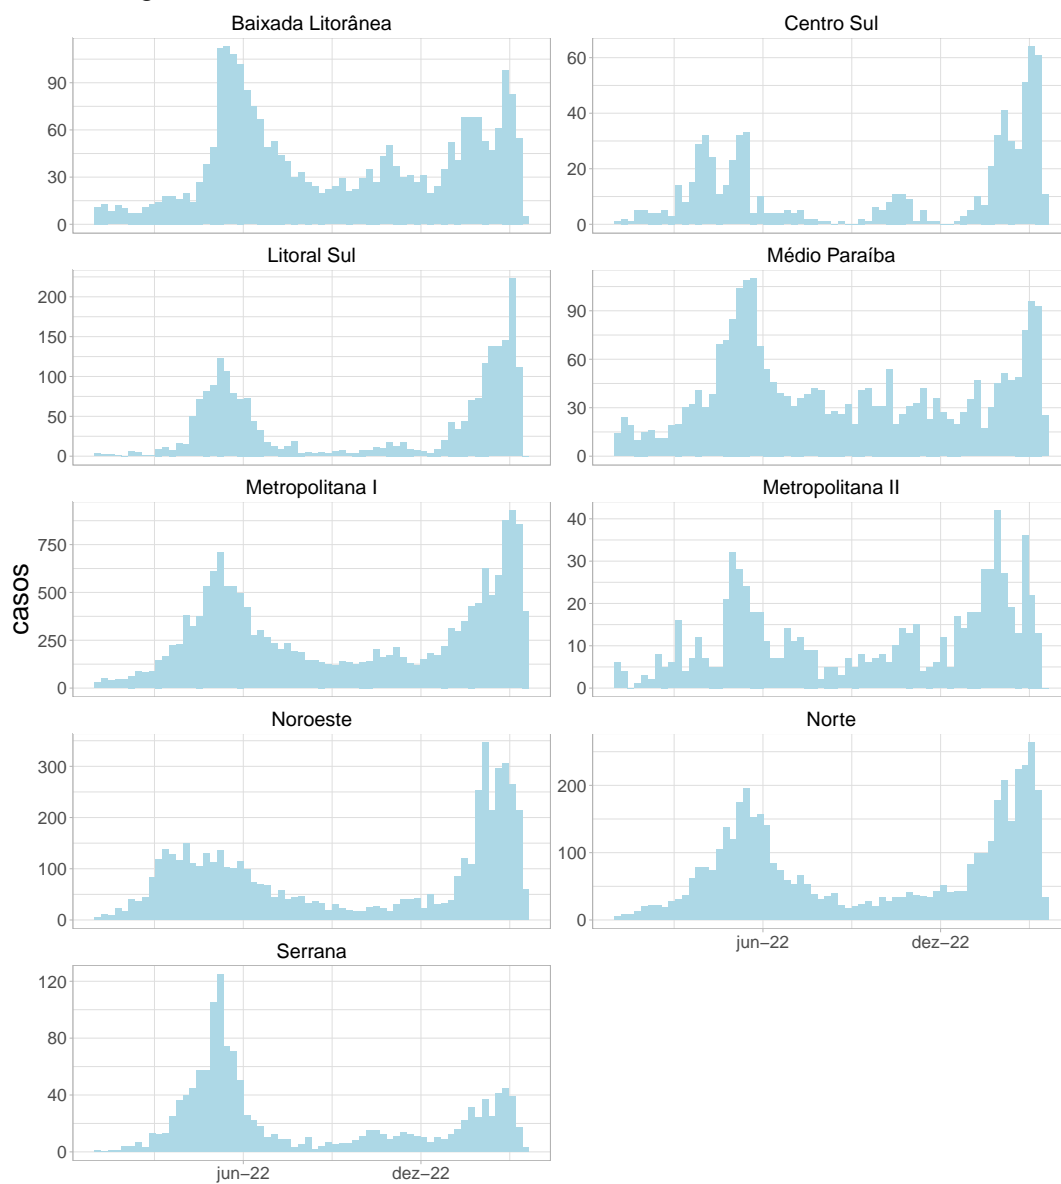 Baixada Litorânea
90
60
30
0
Centro Sul
60
40
20
0
Litoral Sul
200
150
100
50
0
Médio Paraíba
90
60
30
0
Metropolitana I
750
500
250
0
Metropolitana II
40
30
20
10
0
casos
Noroeste
300
200
100
0
Norte
200
100
0
jun−22
dez−22
Serrana
120
80
40
0
jun−22
dez−22